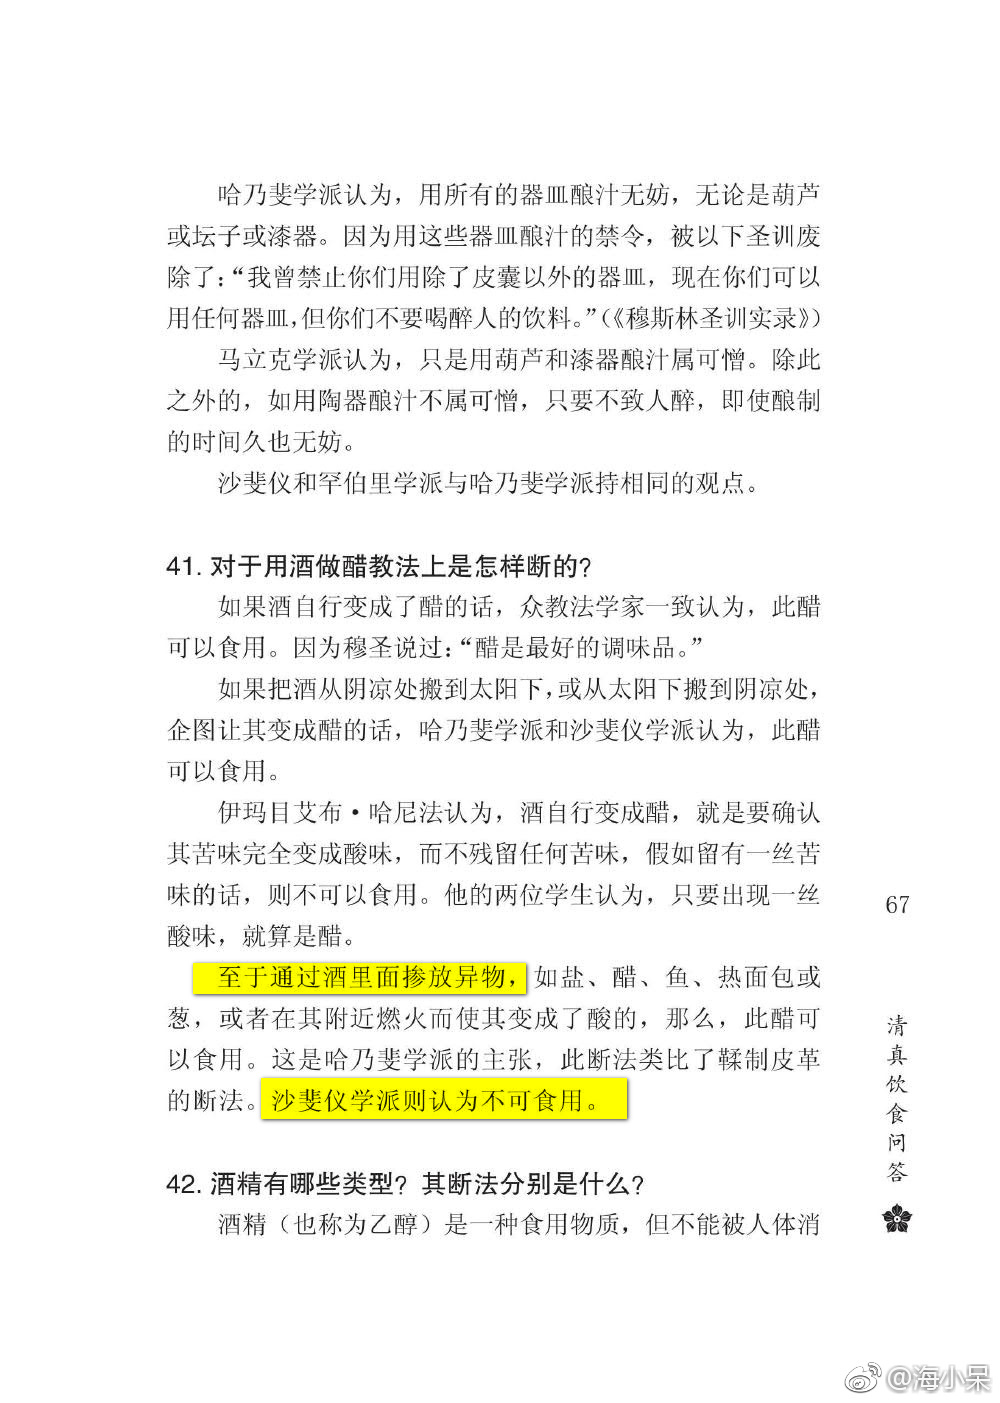 哈乃斐学派认为，用所有的器皿酿汁无妨，无论是葫芦
或坛子或漆器。因为用这些器皿酿汁的禁令，被以下圣训废
除了：“我曾禁止你们用除了皮囊以外的器皿，现在你们可以
用任何器皿，但你们不要喝醉人的饮料。”（《穆斯林圣训实录》）
马立克学派认为，只是用葫芦和漆器酿汁属可憎。除此
之外的，如用陶器酿汁不属可憎，只要不致人醉，即使酿制
的时间久也无妨。
沙斐仪和罕伯里学派与哈乃斐学派持相同的观点。
41. 对于用酒做醋教法上是怎样断的？
如果酒自行变成了醋的话，众教法学家一致认为，此醋
可以食用。因为穆圣说过：“醋是最好的调味品。”
如果把酒从阴凉处搬到太阳下，或从太阳下搬到阴凉处，
企图让其变成醋的话，哈乃斐学派和沙斐仪学派认为，此醋
可以食用。
伊玛目艾布·哈尼法认为，酒自行变成醋，就是要确认
其苦味完全变成酸味，而不残留任何苦味，假如留有一丝苦
味的话，则不可以食用。他的两位学生认为，只要出现一丝
酸味，就算是醋。
至于通过酒里面掺放异物，如盐、醋、鱼、热面包或
葱，或者在其附近燃火而使其变成了酸的，那么，此醋可
以食用。这是哈乃斐学派的主张，此断法类比了鞣制皮革
的断法。沙斐仪学派则认为不可食用。
42. 酒精有哪些类型？其断法分别是什么？
酒精（也称为乙醇）是一种食用物质，但不能被人体消
67
清真饮食问答
@海小呆